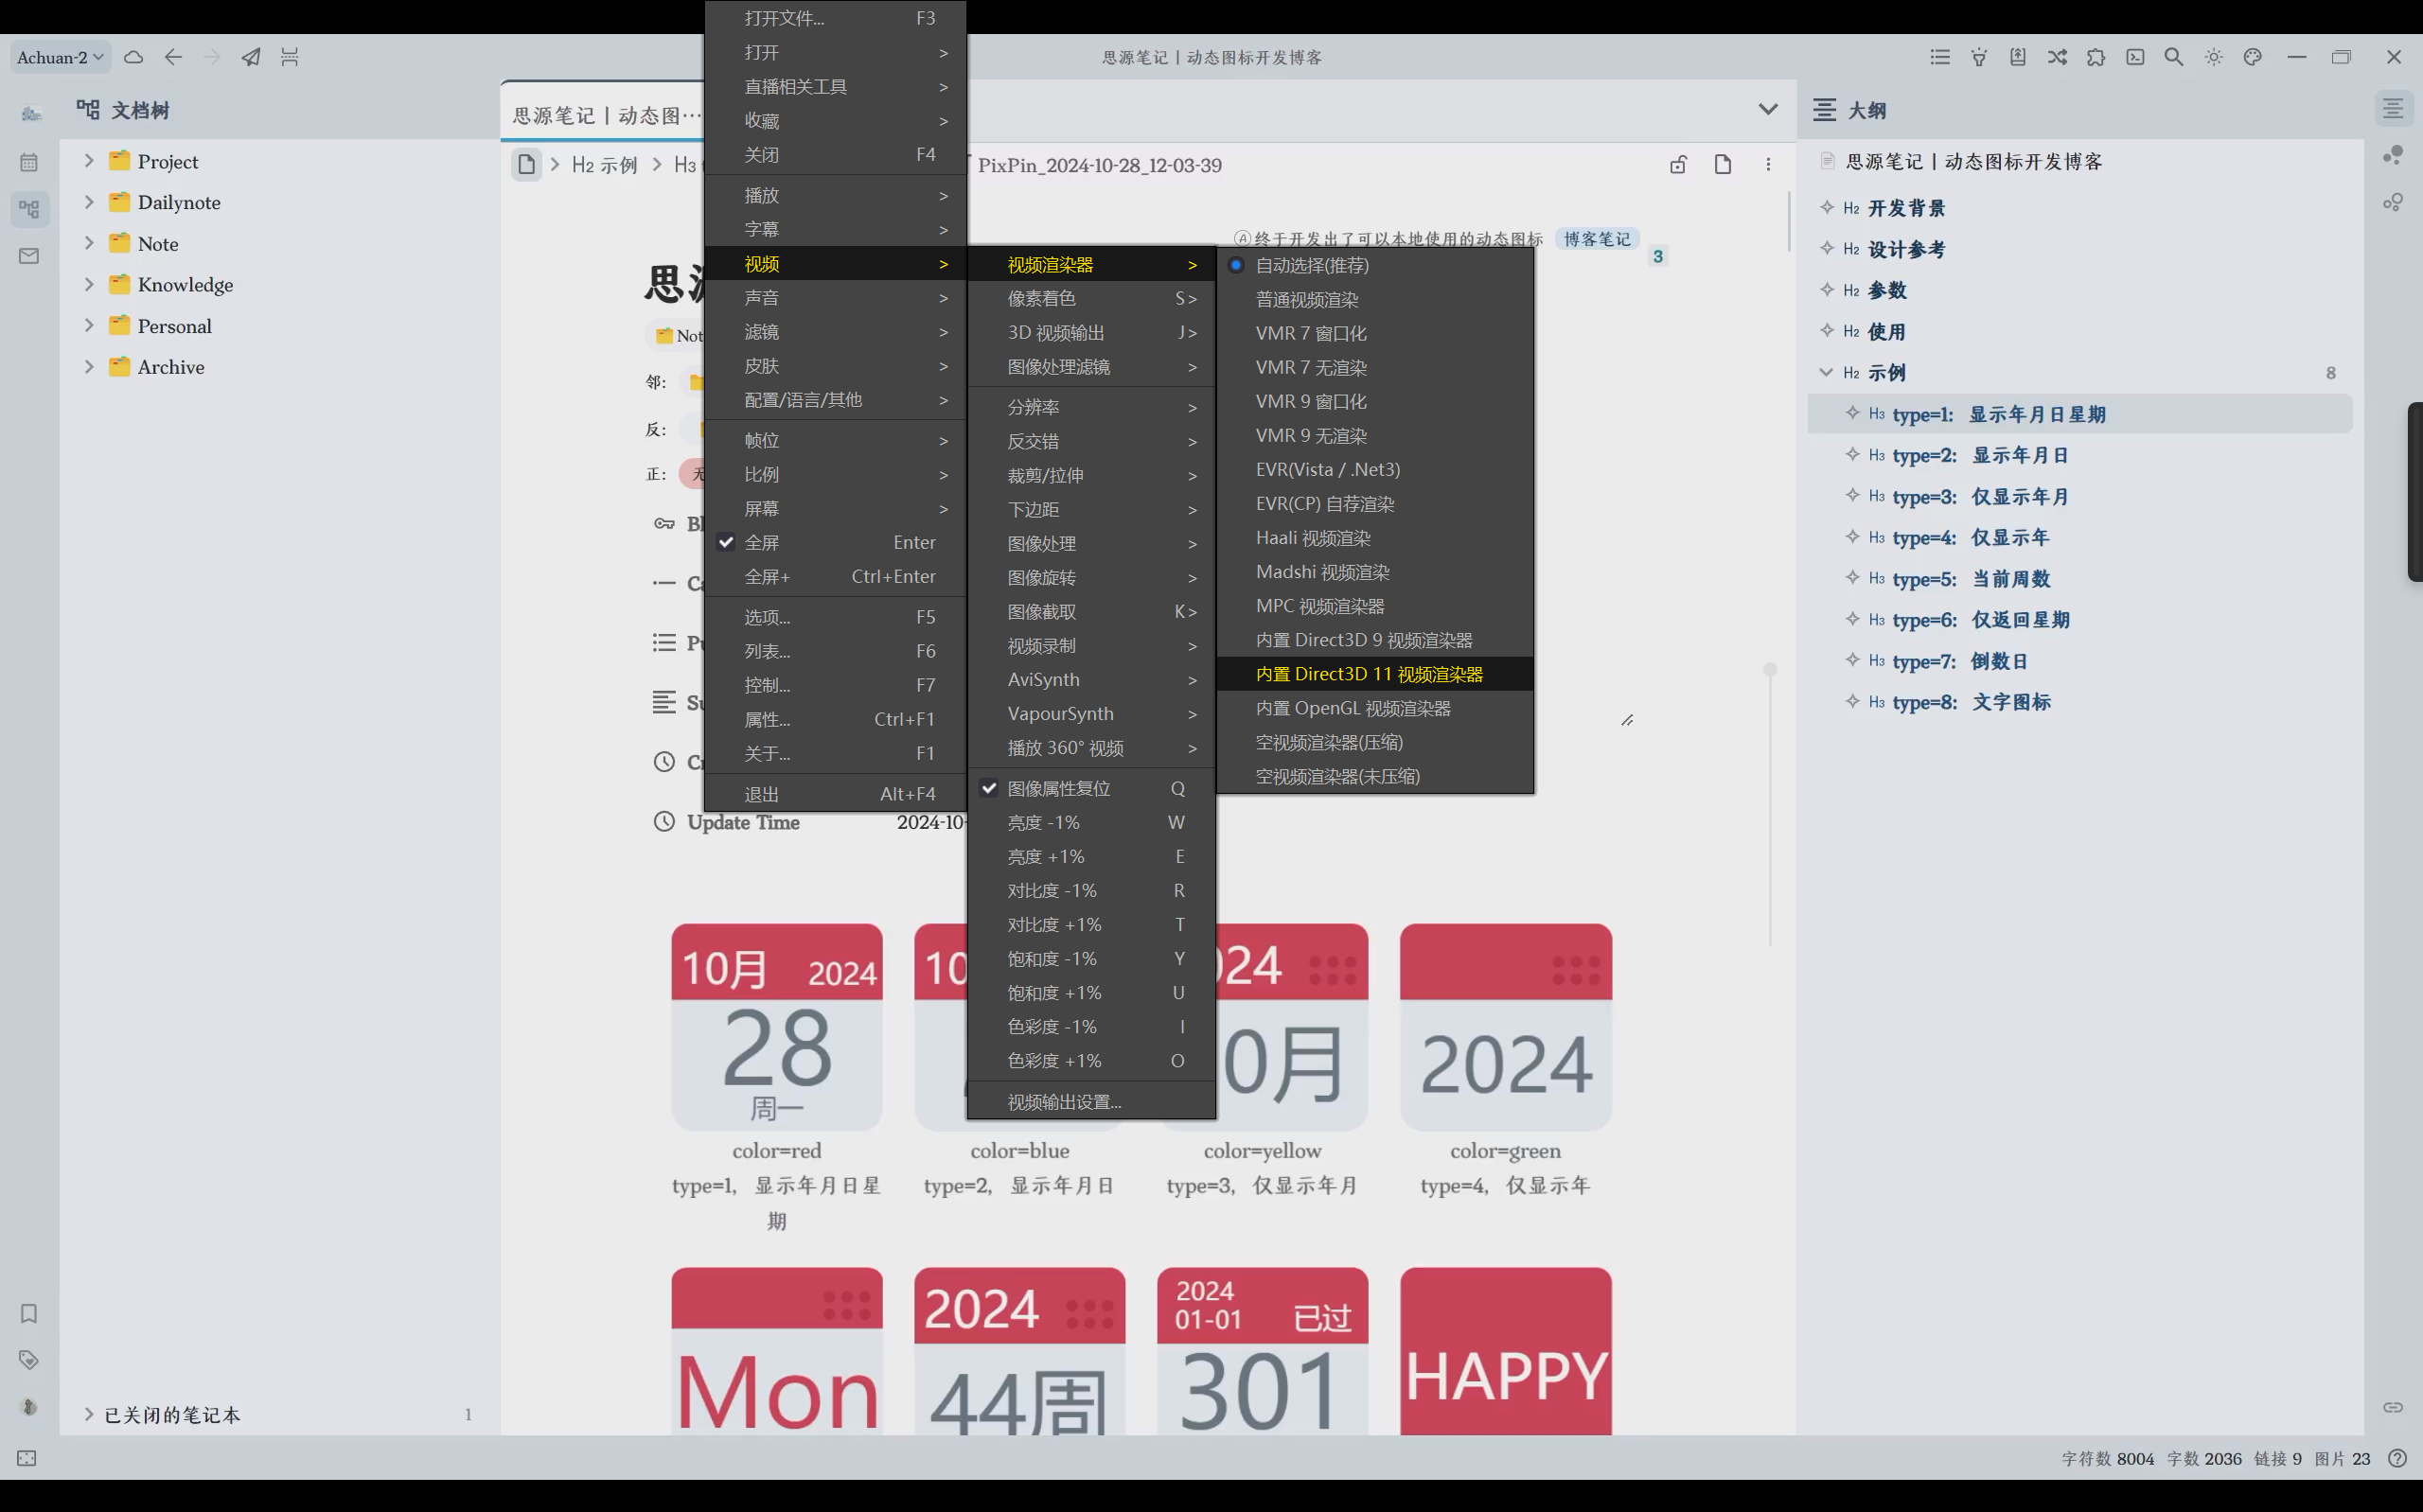 Achuan-2
思源笔记 | 动态图标开发博客
文档树
Project
Dailynote
Note
Knowledge
Personal
Archive
已关闭的笔记本 1
思源笔记 | 动态图…
H2 示例
H3
PixPin_2024-10-28_12-03-39
终于开发出了可以本地使用的动态图标
博客笔记
3
思
邻:
反:
正:
Update Time
2024-10-
打开文件... F3
打开 >
直播相关工具 >
收藏 >
关闭 F4
播放 >
字幕 >
视频 >
声音 >
滤镜 >
皮肤 >
配置/语言/其他 >
帧位 >
比例 >
屏幕 >
全屏 Enter
全屏+ Ctrl+Enter
选项... F5
列表... F6
控制... F7
属性... Ctrl+F1
关于... F1
退出 Alt+F4
视频渲染器 >
像素着色 S>
3D 视频输出 J>
图像处理滤镜 >
分辨率 >
反交错 >
裁剪/拉伸 >
下边距 >
图像处理 >
图像旋转 >
图像截取 K>
视频录制 >
AviSynth >
VapourSynth >
播放 360° 视频 >
图像属性复位 Q
亮度 -1% W
亮度 +1% E
对比度 -1% R
对比度 +1% T
饱和度 -1% Y
饱和度 +1% U
色彩度 -1% I
色彩度 +1% O
视频输出设置...
自动选择(推荐)
普通视频渲染
VMR 7 窗口化
VMR 7 无渲染
VMR 9 窗口化
VMR 9 无渲染
EVR(Vista / .Net3)
EVR(CP) 自荐渲染
Haali 视频渲染
Madshi 视频渲染
MPC 视频渲染器
内置 Direct3D 9 视频渲染器
内置 Direct3D 11 视频渲染器
内置 OpenGL 视频渲染器
空视频渲染器(压缩)
空视频渲染器(未压缩)
10月 2024
28
周一
color=red
type=1, 显示年月日星
期
10
color=blue
type=2, 显示年月日
24
0月
color=yellow
type=3, 仅显示年月
2024
color=green
type=4, 仅显示年
Mon
2024
44周
2024
01-01 已过
301
HAPPY
大纲
思源笔记 | 动态图标开发博客
H2 开发背景
H2 设计参考
H2 参数
H2 使用
H2 示例 8
H3 type=1: 显示年月日星期
H3 type=2: 显示年月日
H3 type=3: 仅显示年月
H3 type=4: 仅显示年
H3 type=5: 当前周数
H3 type=6: 仅返回星期
H3 type=7: 倒数日
H3 type=8: 文字图标
字符数 8004 字数 2036 链接 9 图片 23